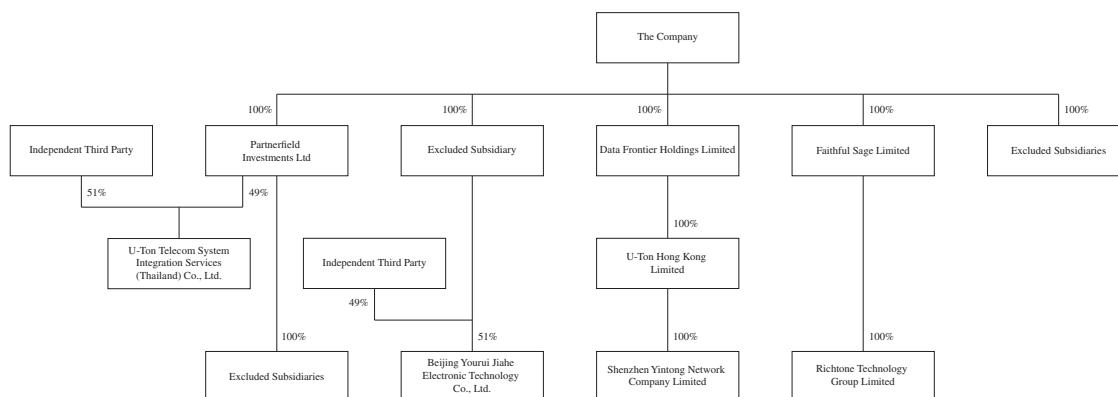 The Company
100%
100%
100%
100%
100%
Independent Third Party
Partnerfield
Investments Ltd
Excluded Subsidiary
Data Frontier Holdings Limited
Faithful Sage Limited
Excluded Subsidiaries
51%
49%
100%
U-Ton Telecom System
Integration Services
(Thailand) Co., Ltd.
Independent Third Party
U-Ton Hong Kong
Limited
49%
100%
51%
100%
100%
Excluded Subsidiaries
Beijing Yourui Jiahe
Electronic Technology
Co., Ltd.
Shenzhen Yintong Network
Company Limited
Richtone Technology
Group Limited